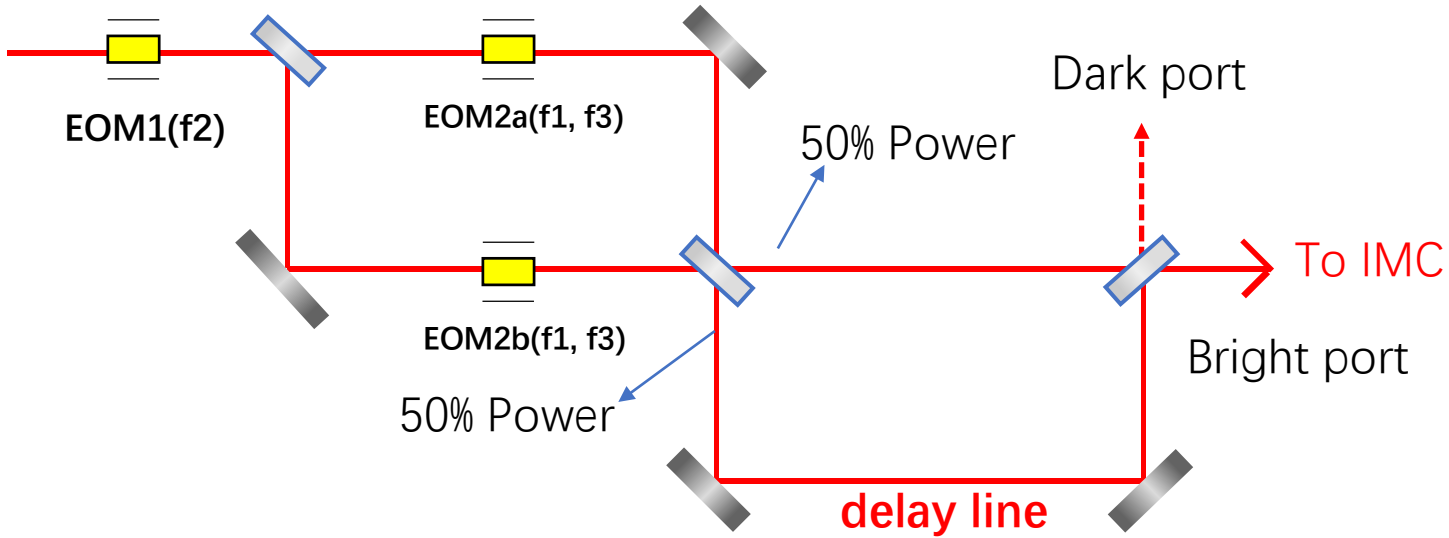 EOM1(f2)
EOM2a(f1, f3)
Dark port
50% Power
To IMC
EOM2b(f1, f3)
Bright port
50% Power
delay line